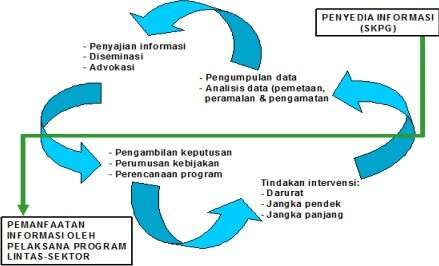 PENYEDIA INFORMASI
(SKPG)
- Penyajian informasi
- Diseminasi
- Advokasi
- Pengumpulan data
- Analisis data (pemetaan,
peramalan & pengamatan
- Pengambilan keputusan
- Perumusan kebijakan
- Perencanaan program
Tindakan intervensi:
- Darurat
- Jangka pendek
- Jangka panjang
PEMANFAATAN
INFORMASI OLEH
PELAKSANA PROGRAM
LINTAS-SEKTOR